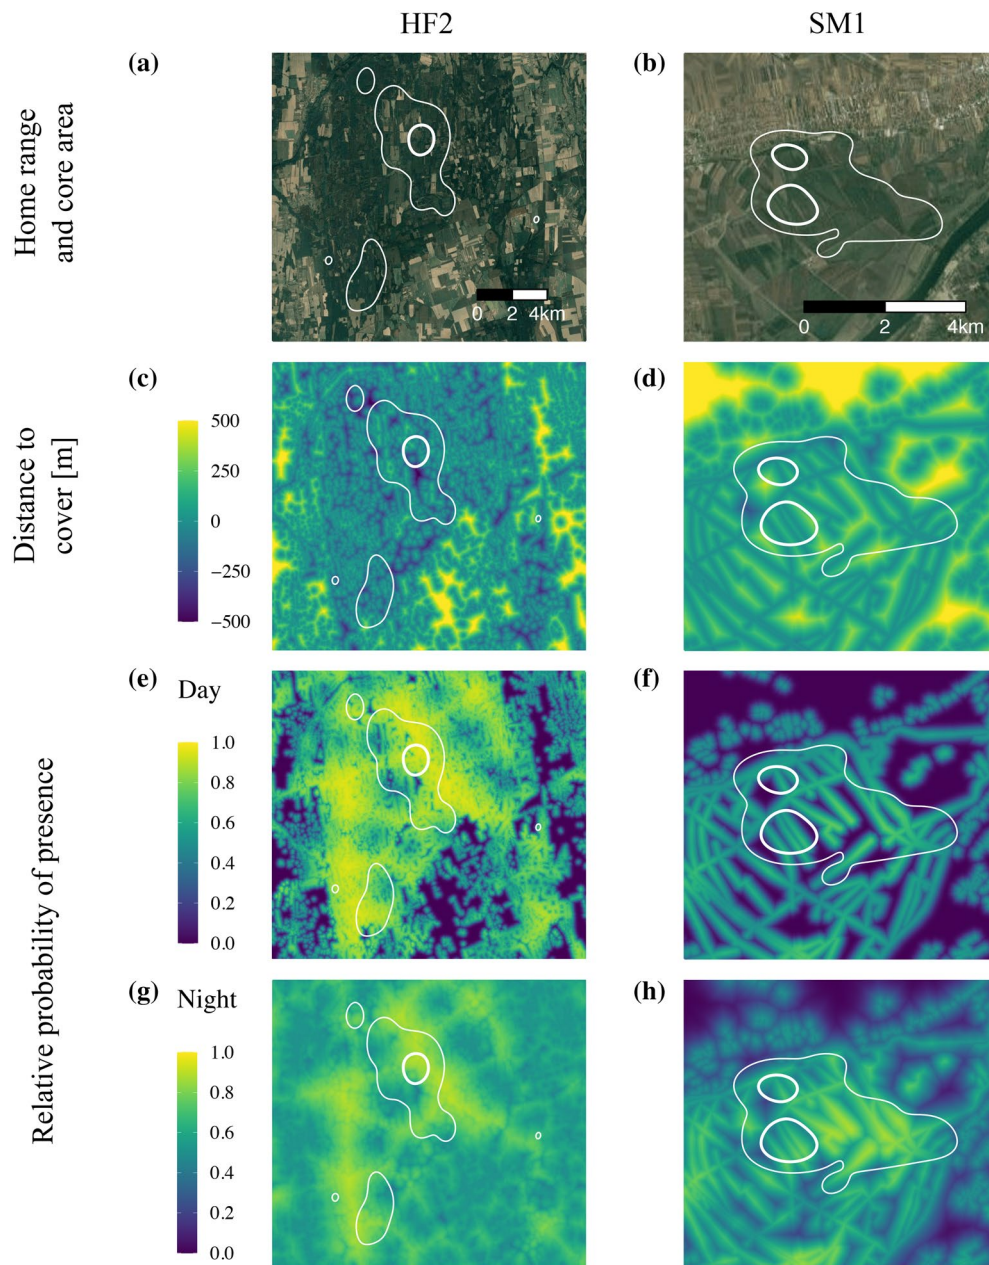 HF2
SM1
(a)
(b)
Home range
and core area
0 2 4km
0 2 4km
(c)
(d)
Distance to
cover [m]
500
250
0
−250
−500
(e) Day
(f)
Relative probability of presence
1.0
0.8
0.6
0.4
0.2
0.0
(g) Night
(h)
1.0
0.8
0.6
0.4
0.2
0.0